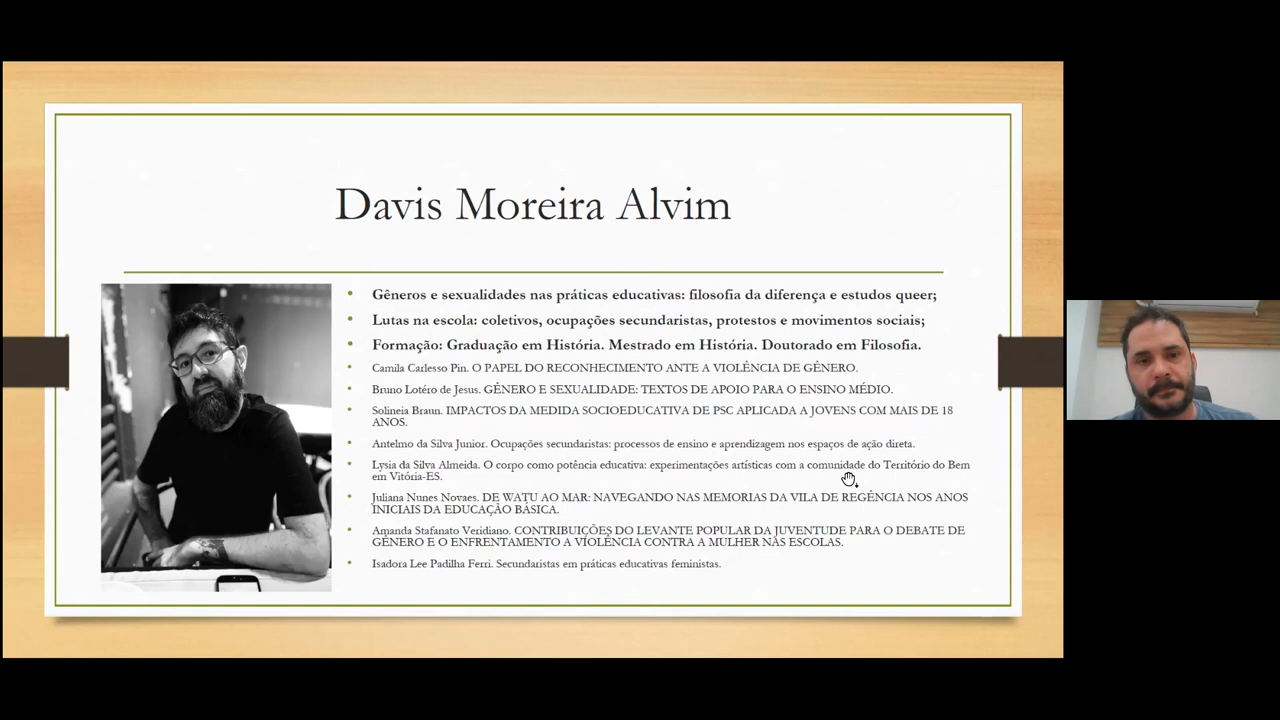 Davis Moreira Alvim
Gêneros e sexualidades nas práticas educativas: filosofia da diferença e estudos queer;
Lutas na escola: coletivos, ocupações secundaristas, protestos e movimentos sociais;
Formação: Graduação em História. Mestrado em História. Doutorado em Filosofia.
Camila Carlesso Pin. O PAPEL DO RECONHECIMENTO ANTE A VIOLÊNCIA DE GÊNERO.
Bruno Lotéro de Jesus. GÊNERO E SEXUALIDADE: TEXTOS DE APOIO PARA O ENSINO MÉDIO.
Solineia Braun. IMPACTOS DA MEDIDA SOCIOEDUCATIVA DE PSC APLICADA A JOVENS COM MAIS DE 18
ANOS.
Antelmo da Silva Junior. Ocupações secundaristas: processos de ensino e aprendizagem nos espaços de ação direta.
Lysia da Silva Almeida. O corpo como potência educativa: experimentações artísticas com a comunidade do Território do Bem
em Vitória-ES.
Juliana Nunes Novaes. DE WATU AO MAR: NAVEGANDO NAS MEMORIAS DA VILA DE REGÊNCIA NOS ANOS
INICIAIS DA EDUCAÇÃO BÁSICA.
Amanda Stafanato Veridiano. CONTRIBUIÇÕES DO LEVANTE POPULAR DA JUVENTUDE PARA O DEBATE DE
GÊNERO E O ENFRENTAMENTO A VIOLÊNCIA CONTRA A MULHER NAS ESCOLAS.
Isadora Lee Padilha Ferri. Secundaristas em práticas educativas feministas.